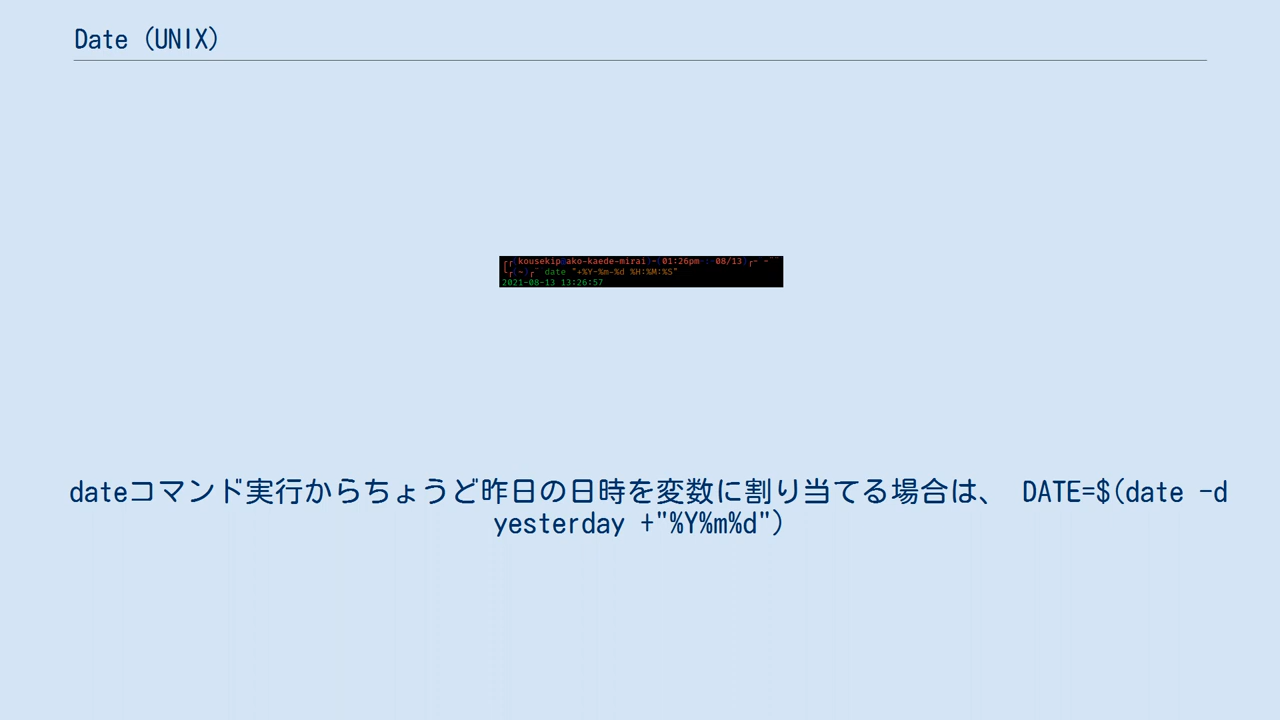 Date (UNIX)
kousekip@ako-kaede-mirai)-(01:26pm-:-08/13)
(~) date "+%Y-%m-%d %H:%M:%S"
2021-08-13 13:26:57
dateコマンド実行からちょうど昨日の日時を変数に割り当てる場合は、 DATE=$(date -d
yesterday +"%Y%m%d")